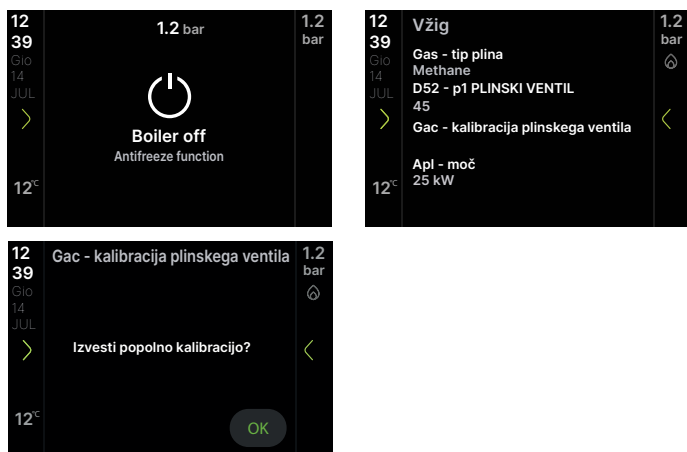 12
39
Gio
14
JUL
12°C
1.2 bar
Boiler off
Antifreeze function
1.2
bar
12
39
Gio
14
JUL
12°C
Vžig
Gas - tip plina
Methane
D52 - p1 PLINSKI VENTIL
45
Gac - kalibracija plinskega ventila
Apl - moč
25 kW
1.2
bar
12
39
Gio
14
JUL
12°C
Gac - kalibracija plinskega ventila
Izvesti popolno kalibracijo?
OK
1.2
bar